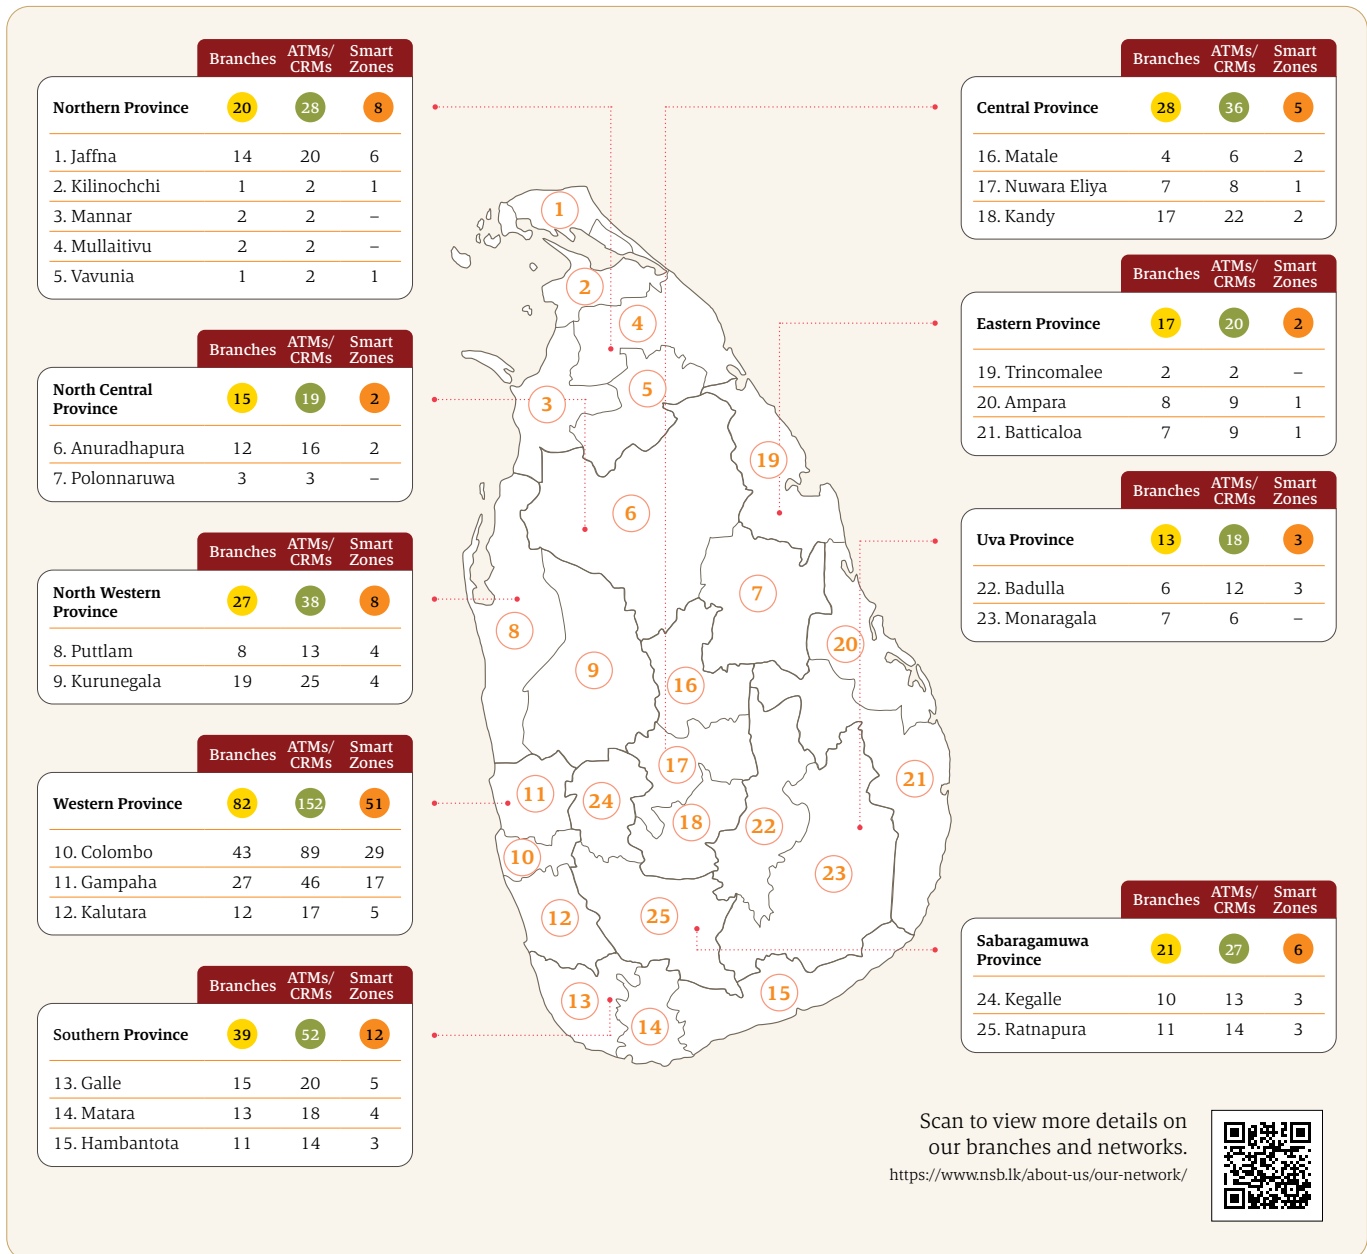 Branches ATMs/ CRMs Smart Zones
Northern Province 20 28 8
1. Jaffna 14 20 6
2. Kilinochchi 1 2 1
3. Mannar 2 2 –
4. Mullaitivu 2 2 –
5. Vavunia 1 2 1
Branches ATMs/ CRMs Smart Zones
North Central
Province 15 19 2
6. Anuradhapura 12 16 2
7. Polonnaruwa 3 3 –
Branches ATMs/ CRMs Smart Zones
North Western
Province 27 38 8
8. Puttlam 8 13 4
9. Kurunegala 19 25 4
Branches ATMs/ CRMs Smart Zones
Western Province 82 152 51
10. Colombo 43 89 29
11. Gampaha 27 46 17
12. Kalutara 12 17 5
Branches ATMs/ CRMs Smart Zones
Southern Province 39 52 12
13. Galle 15 20 5
14. Matara 13 18 4
15. Hambantota 11 14 3
1
2
4
5
3
19
6
7
8
20
9
16
17
21
11
24
18
22
10
23
25
12
15
13
14
Branches ATMs/ CRMs Smart Zones
Central Province 28 36 5
16. Matale 4 6 2
17. Nuwara Eliya 7 8 1
18. Kandy 17 22 2
Branches ATMs/ CRMs Smart Zones
Eastern Province 17 20 2
19. Trincomalee 2 2 –
20. Ampara 8 9 1
21. Batticaloa 7 9 1
Branches ATMs/ CRMs Smart Zones
Uva Province 13 18 3
22. Badulla 6 12 3
23. Monaragala 7 6 –
Branches ATMs/ CRMs Smart Zones
Sabaragamuwa
Province 21 27 6
24. Kegalle 10 13 3
25. Ratnapura 11 14 3
Scan to view more details on
our branches and networks.
https://www.nsb.lk/about-us/our-network/